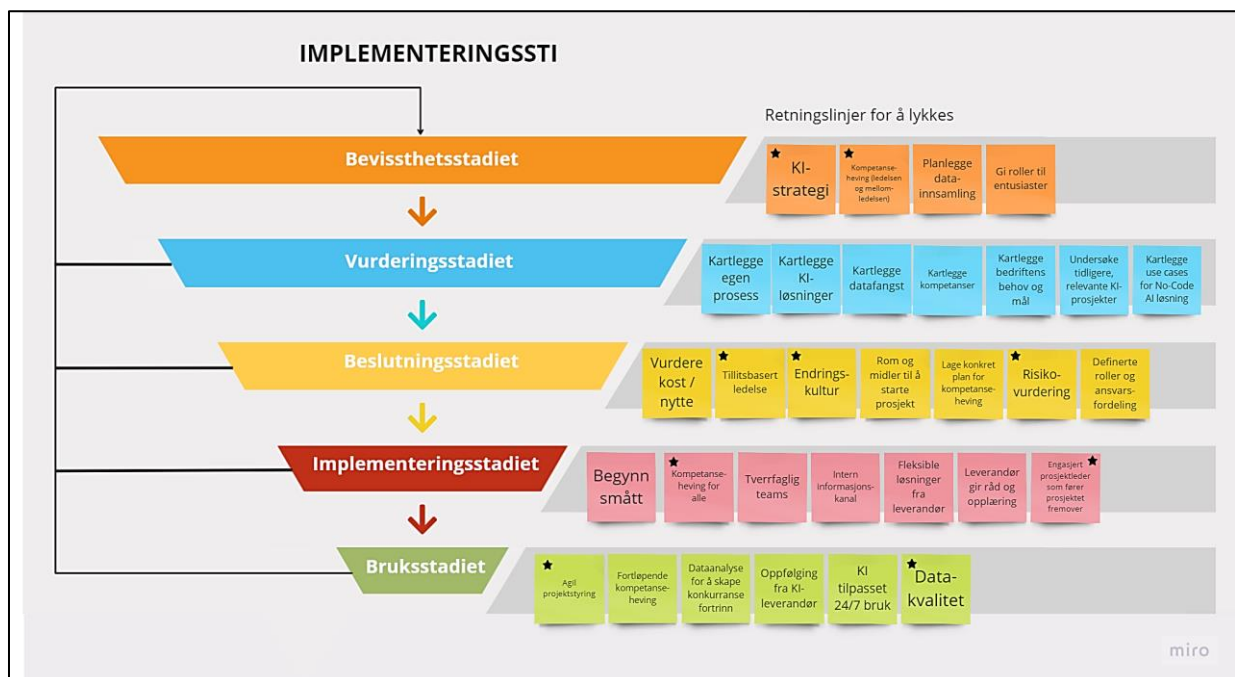 IMPLEMENTERINGSSTI
Retningslinjer for å lykkes
Bevissthetsstadiet
KI-
strategi
Kompetanse-
heving (ledelsen
og mellom-
ledelsen)
Planlegge
data-
innsamling
Gi roller til
entusiaster
Vurderingsstadiet
Kartlegge
egen
prosess
Kartlegge
KI-
løsninger
Kartlegge
datafangst
Kartlegge
kompetanser
Kartlegge
bedriftens
behov og
mål
Undersøke
tidligere,
relevante KI-
prosjekter
Kartlegge
use cases
for No-Code
AI løsning
Beslutningsstadiet
Vurdere
kost /
nytte
Tillitsbasert
ledelse
Endrings-
kultur
Rom og
midler til å
starte
prosjekt
Lage konkret
plan for
kompetanse-
heving
Risiko-
vurdering
Definerte
roller og
ansvars-
fordeling
Implementeringsstadiet
Begynn
smått
Kompetanse-
heving for
alle
Tverrfaglig
teams
Intern
informasjons-
kanal
Fleksible
løsninger
fra
leverandør
Leverandør
gir råd og
opplæring
Engasjert
prosjektleder
som fører
prosjektet
fremover
Bruksstadiet
Agil
projektstyring
Fortløpende
kompetanse-
heving
Dataanalyse
for å skape
konkurranse
fortrinn
Oppfølging
fra KI-
leverandør
KI
tilpasset
24/7 bruk
Data-
kvalitet
miro